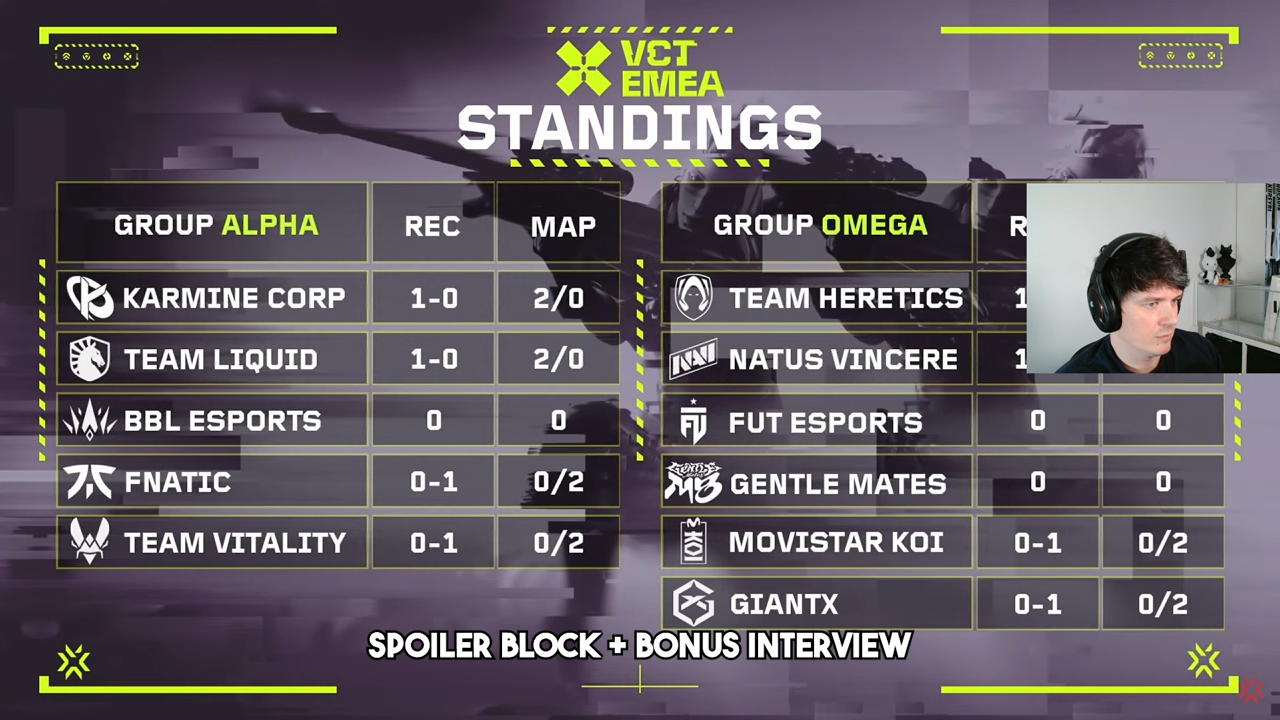 VCT
EMEA
STANDINGS
GROUP ALPHA REC MAP
KARMINE CORP 1-0 2/0
TEAM LIQUID 1-0 2/0
BBL ESPORTS 0 0
FNATIC 0-1 0/2
TEAM VITALITY 0-1 0/2
GROUP OMEGA R
TEAM HERETICS 1
NATUS VINCERE 1
FUT ESPORTS 0 0
GENTLE MATES 0 0
MOVISTAR KOI 0-1 0/2
GIANTX 0-1 0/2
SPOILER BLOCK + BONUS INTERVIEW